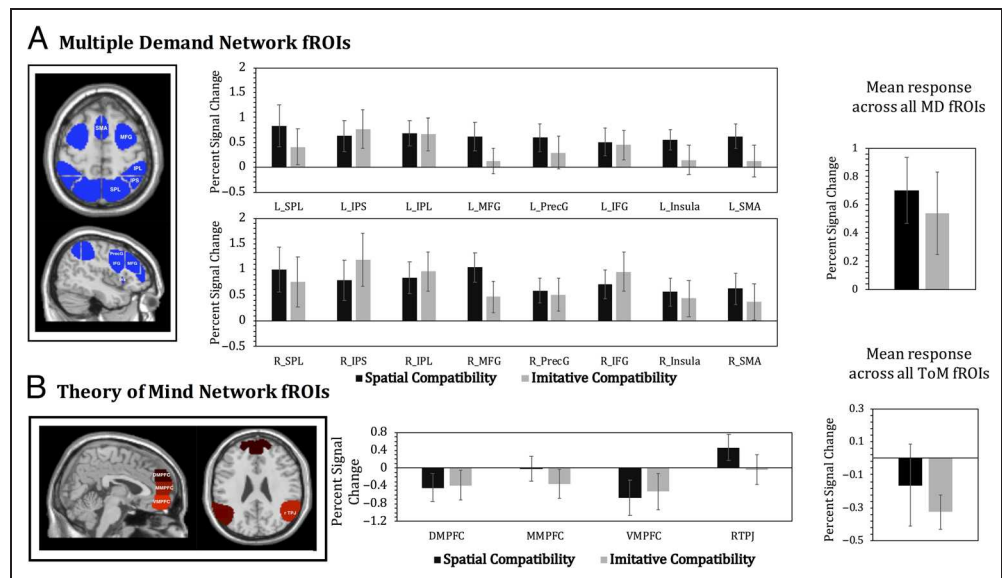 A Multiple Demand Network fROIs
SMA
MFG
IPL
IPS
SPL
PrecG
IFG MFG
Percent Signal Change
2
1.5
1
0.5
0
−0.5
L_SPL L_IPS L_IPL L_MFG L_PrecG L_IFG L_Insula L_SMA
Percent Signal Change
2
1.5
1
0.5
0
0.5
R_SPL R_IPS R_IPL R_MFG R_PrecG R_IFG R_Insula R_SMA
Spatial Compatibility Imitative Compatibility
Mean response
across all MD fROIs
Percent Signal Change
1
0.8
0.6
0.4
0.2
0
B Theory of Mind Network fROIs
DMPFC
MMPFC
VMPFC
rTPJ
Percent Signal
Change
0.8
0.4
0
−0.4
−0.8
−1.2
DMPFC MMPFC VMPFC RTPJ
Spatial Compatibility Imitative Compatibility
Mean response
across all ToM fROIs
Percent Signal Change
0.3
0.1
−0.1
−0.3
−0.5